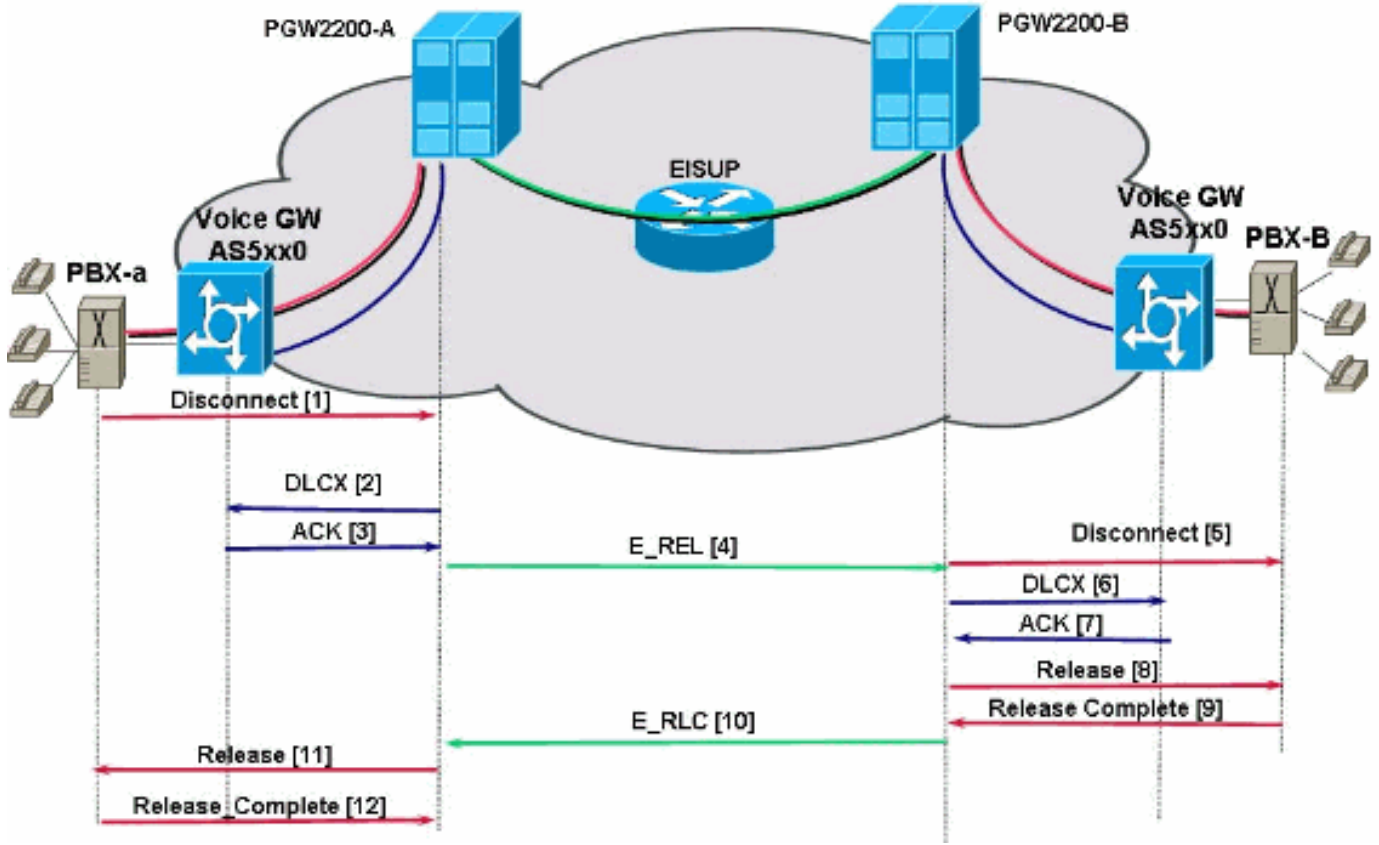 PGW2200-A
PGW2200-B
EISUP
Voice GW
AS5xx0
Voice GW
AS5xx0
PBX-a
PBX-B
Disconnect [1]
DLCX [2]
ACK [3]
E_REL [4]
Disconnect [5]
DLCX [6]
ACK [7]
Release [8]
Release Complete [9]
E_RLC [10]
Release [11]
Release_Complete [12]